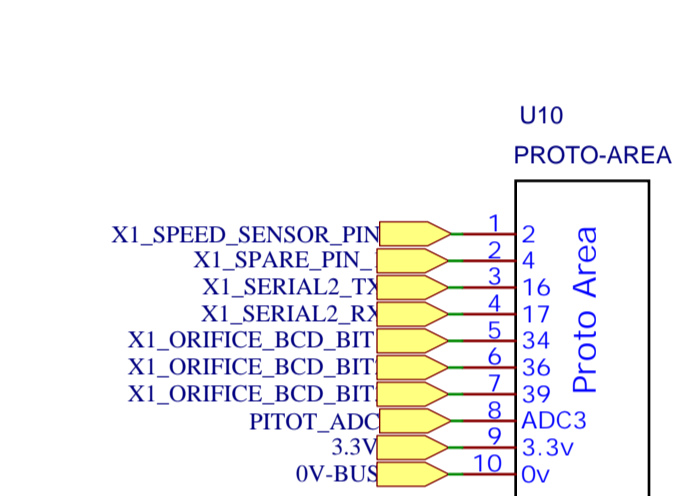 U10
PROTO-AREA
X1_SPEED_SENSOR_PIN 1 2
X1_SPARE_PIN_ 2 4
X1_SERIAL2_TX 3 16
X1_SERIAL2_RX 4 17
X1_ORIFICE_BCD_BIT 5 34
X1_ORIFICE_BCD_BIT 6 36
X1_ORIFICE_BCD_BIT 7 39
PITOT_ADC 8 ADC3
3.3V 9 3.3v
0V-BUS 10 0v
Proto Area